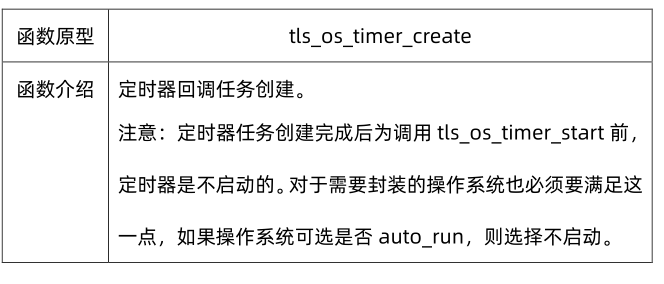 函数原型 tls_os_timer_create
函数介绍 定时器回调任务创建。
注意：定时器任务创建完成后为调用 tls_os_timer_start 前，
定时器是不启动的。对于需要封装的操作系统也必须要满足这
一点，如果操作系统可选是否 auto_run，则选择不启动。